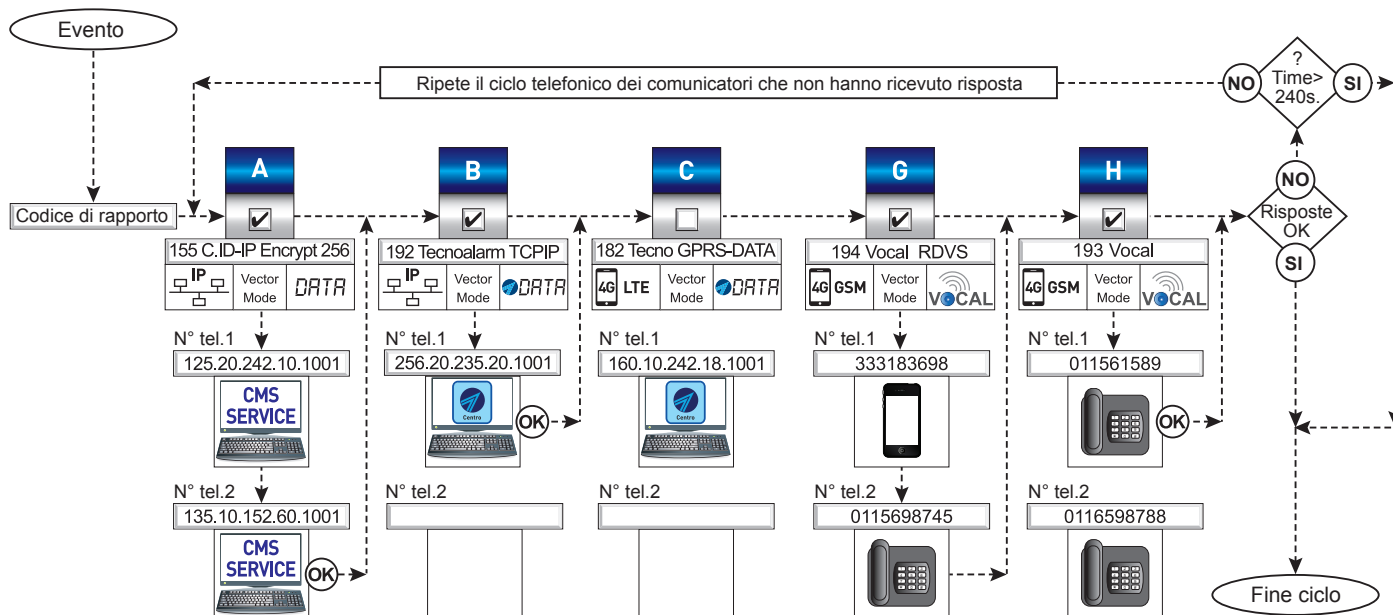 Evento
Ripete il ciclo telefonico dei comunicatori che non hanno ricevuto risposta
NO
?
Time>
240s.
SI
A
B
C
G
H
Codice di rapporto
NO
Risposte
OK
SI
155 C.ID-IP Encrypt 256
192 Tecnoalarm TCPIP
182 Tecno GPRS-DATA
194 Vocal RDVS
193 Vocal
IP
Vector
Mode
DATA
IP
Vector
Mode
DATA
4G LTE
Vector
Mode
DATA
4G GSM
Vector
Mode
VOCAL
4G GSM
Vector
Mode
VOCAL
N° tel.1
N° tel.1
N° tel.1
N° tel.1
N° tel.1
125.20.242.10.1001
256.20.235.20.1001
160.10.242.18.1001
333183698
011561589
CMS
SERVICE
Centro
OK
Centro
OK
N° tel.2
N° tel.2
N° tel.2
N° tel.2
N° tel.2
135.10.152.60.1001
0115698745
0116598788
CMS
SERVICE
OK
Fine ciclo